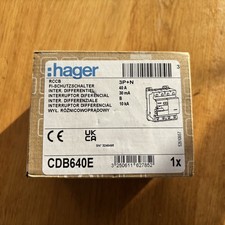 :hager
RCCB
FI-SCHUTZSCHALTER
INTER. DIFFERENTIEL
INTERRUPTOR DIFERENCIAL
INTER. DIFFERENZIALE
INTERRUPTOR DIFERENCIAL
WYŁ. RÓŻNICOWOPRĄDOWY
3P+N
40 A
30 mA
B
10 kA
CE
UK
CA
CDB640E
1x